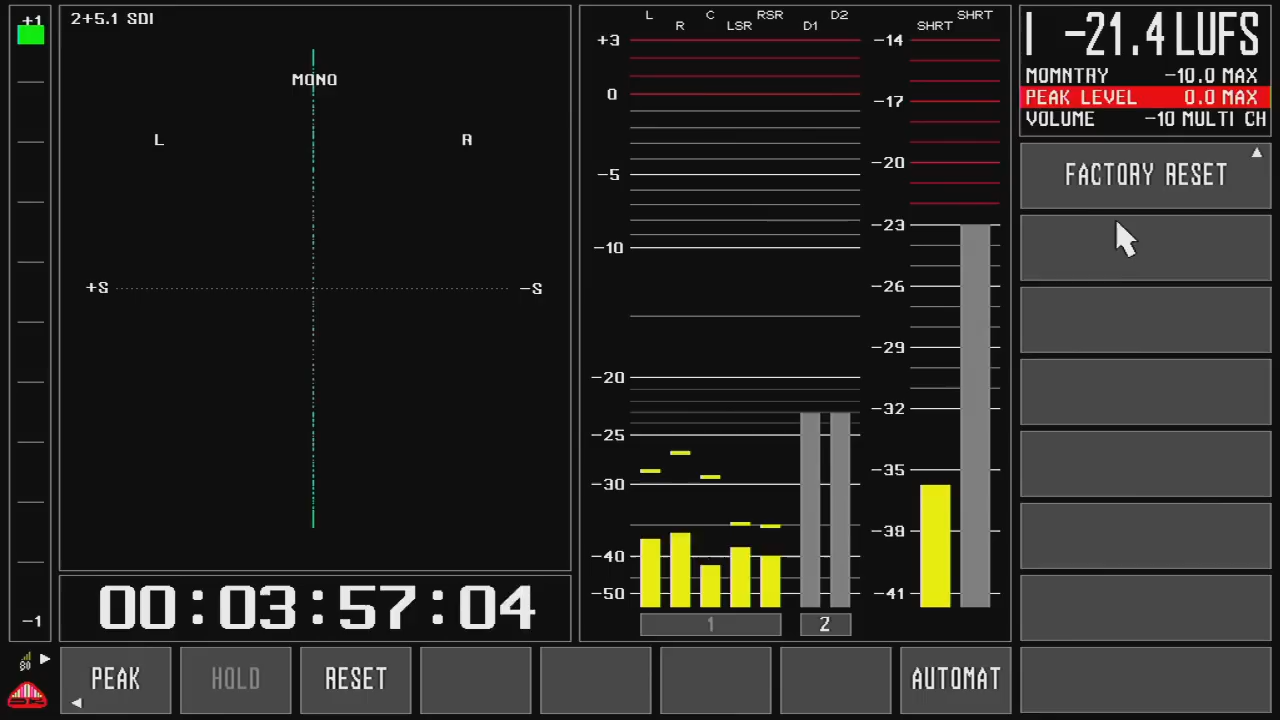 +1
2+5.1 SDI
MONO
L
R
+S
-S
-1
00:03:57:04
L
R
C
LSR
RSR
D1
D2
+3
0
-5
-10
-20
-25
-30
-40
-50
1
2
SHRT
SHRT
-14
-17
-20
-23
-26
-29
-32
-35
-38
-41
I -21.4 LUFS
MOMNTRY -10.0 MAX
PEAK LEVEL 0.0 MAX
VOLUME -10 MULTI CH
FACTORY RESET
80
PEAK
HOLD
RESET
AUTOMAT